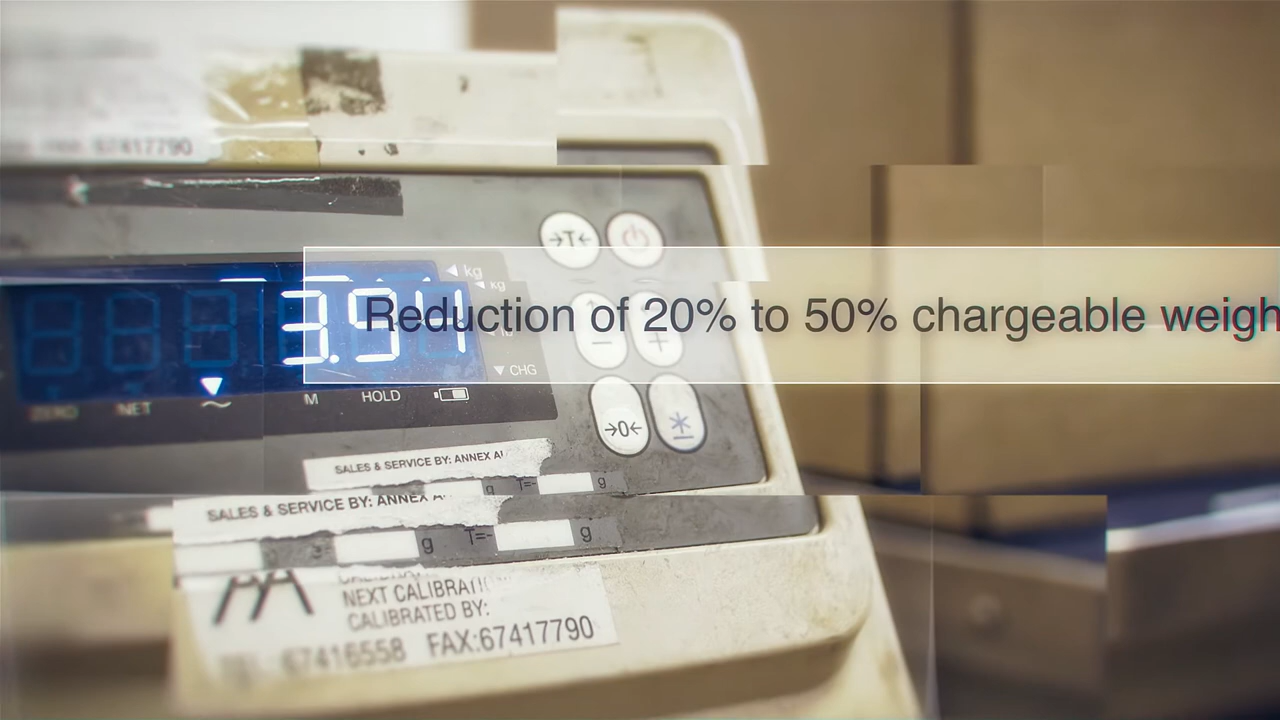 67417790
→T←
kg
kg
3.94
Reduction of 20% to 50% chargeable weigh
CHG
ZERO
NET
M
HOLD
→0←
SALES & SERVICE BY: ANNEX A
g T=- g
SALES & SERVICE BY: ANNEX A
g T=- g
NEXT CALIBRATI
CALIBRATED BY:
67416558 FAX:67417790